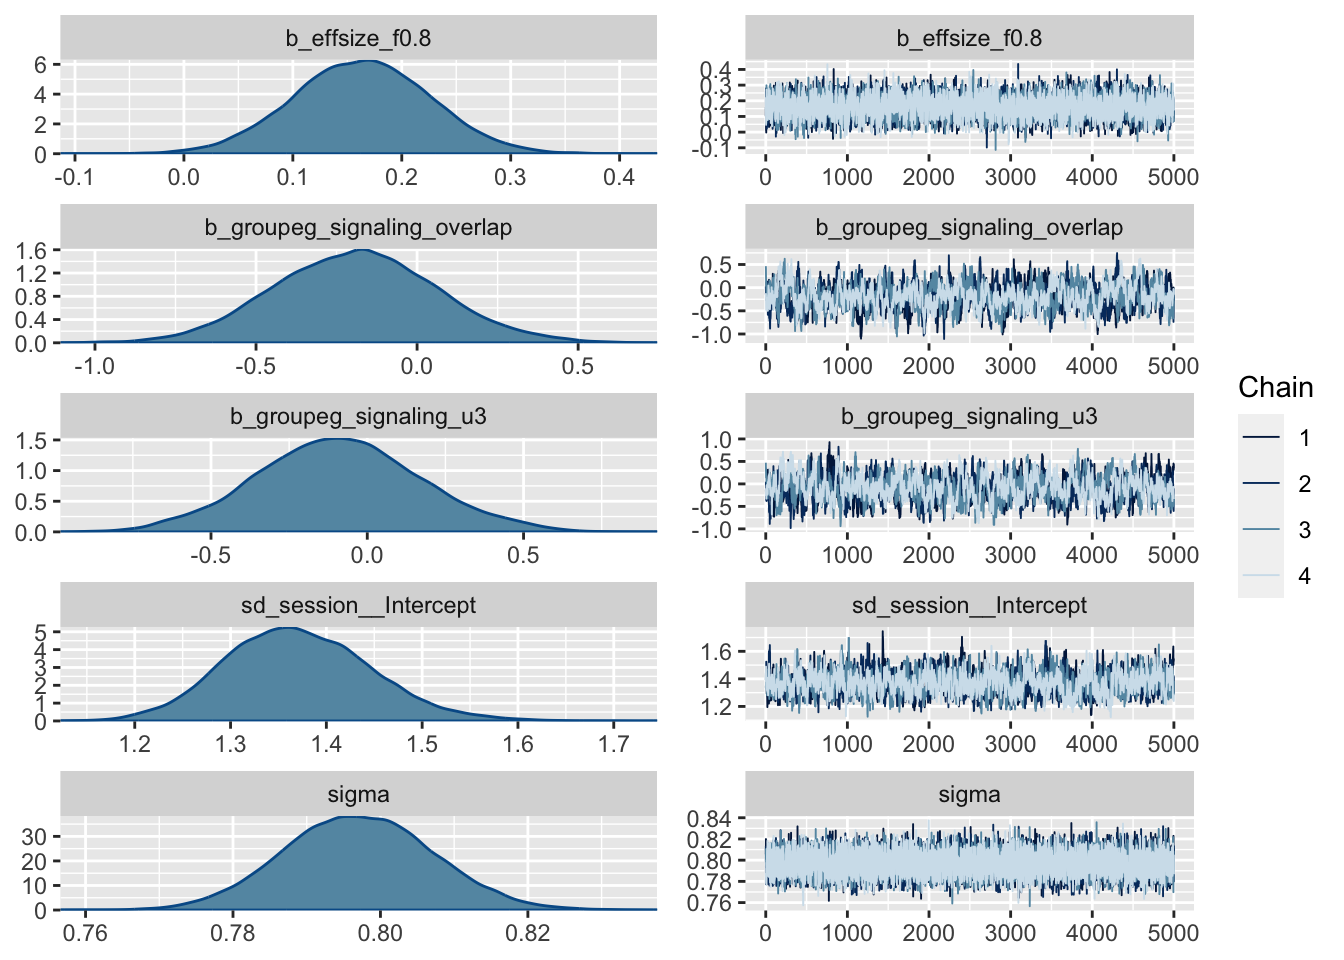 b_effsize_f0.8
6
4
2
0
-0.1 0.0 0.1 0.2 0.3 0.4
b_effsize_f0.8
0.4
0.3
0.2
0.1
0.0
-0.1
0 1000 2000 3000 4000 5000
b_groupeg_signaling_overlap
1.6
1.2
0.8
0.4
0.0
-1.0 -0.5 0.0 0.5
b_groupeg_signaling_overlap
0.5
0.0
-0.5
-1.0
0 1000 2000 3000 4000 5000
b_groupeg_signaling_u3
1.5
1.0
0.5
0.0
-0.5 0.0 0.5
b_groupeg_signaling_u3
1.0
0.5
0.0
-0.5
-1.0
0 1000 2000 3000 4000 5000
sd_session__Intercept
5
4
3
2
1
0
1.2 1.3 1.4 1.5 1.6 1.7
sd_session__Intercept
1.6
1.4
1.2
0 1000 2000 3000 4000 5000
sigma
30
20
10
0
0.76 0.78 0.80 0.82
sigma
0.84
0.82
0.80
0.78
0.76
0 1000 2000 3000 4000 5000
Chain
1
2
3
4